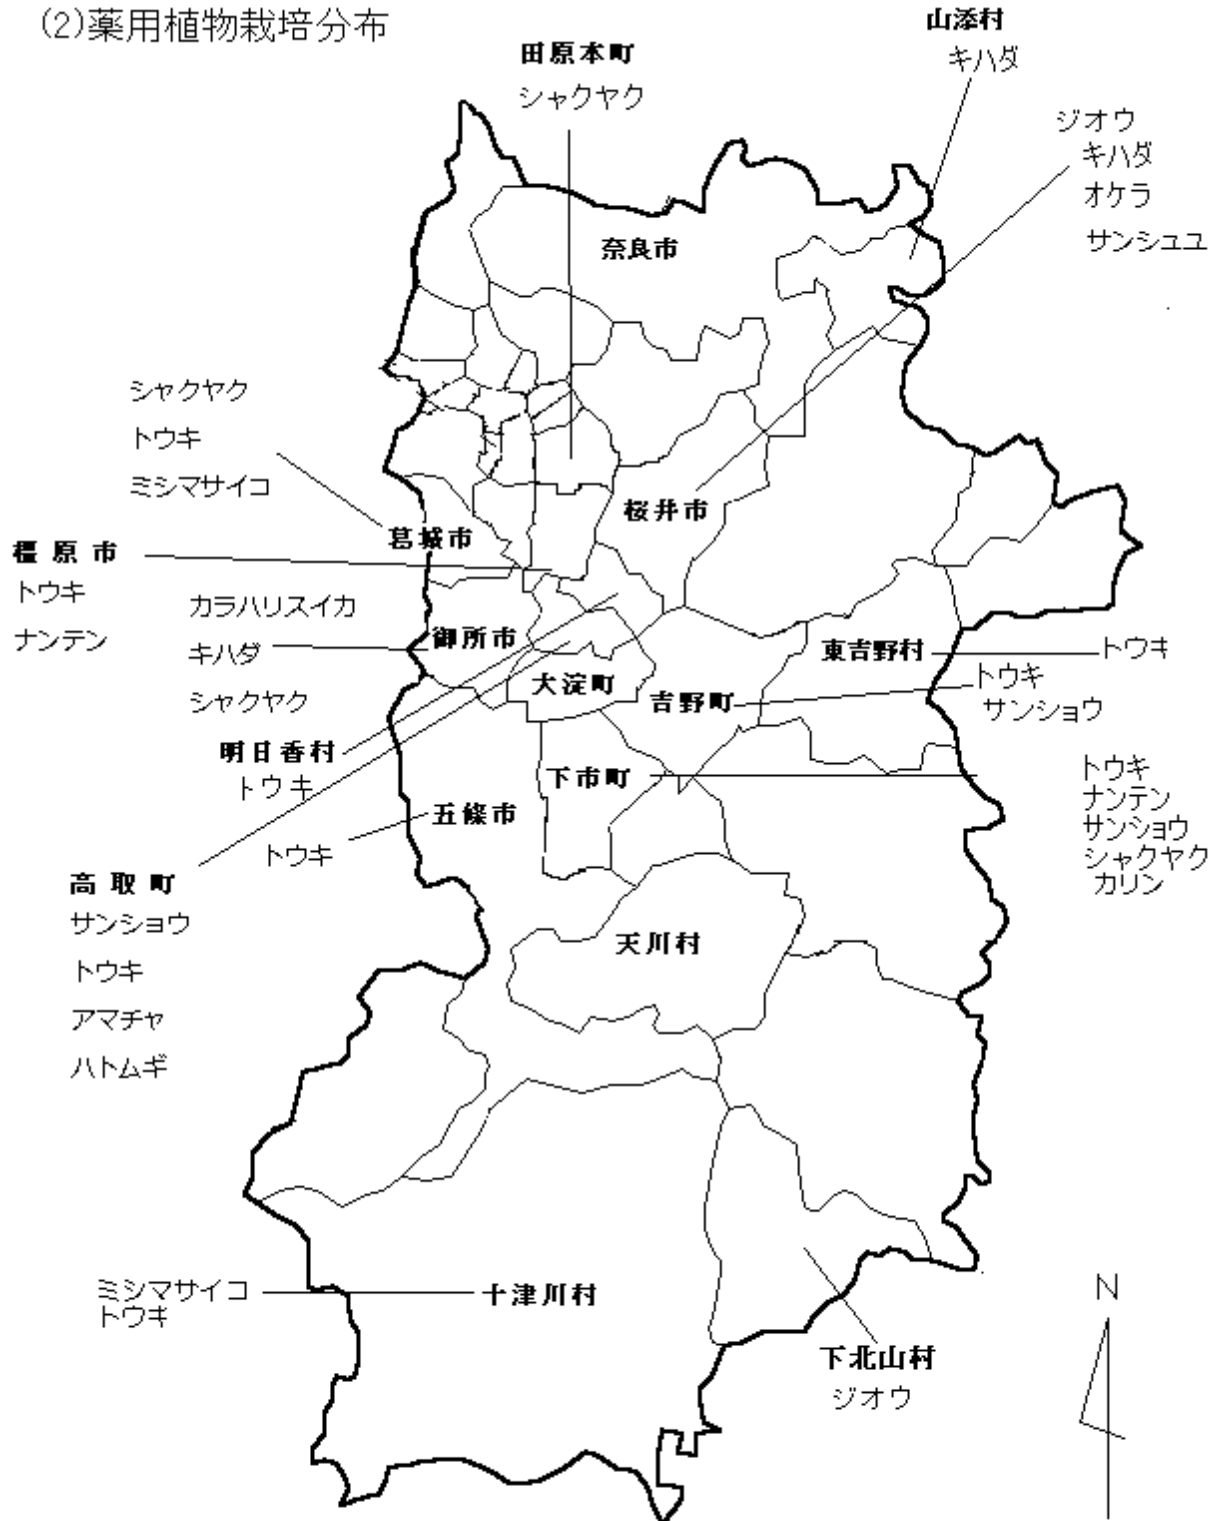 (2)薬用植物栽培分布
山添村
キハダ
田原本町
シャクヤク
ジオウ
キハダ
オケラ
サンシュユ
奈良市
シャクヤク
トウキ
ミシマサイコ
桜井市
葛城市
橿原市
トウキ
ナンテン
カラハリスイカ
キハダ
シャクヤク
御所市
東吉野村
トウキ
大淀町
吉野町
トウキ
サンショウ
明日香村
トウキ
下市町
トウキ
ナンテン
サンショウ
シャクヤク
カリン
五條市
トウキ
高取町
サンショウ
トウキ
アマチャ
ハトムギ
天川村
ミシマサイコ
トウキ
十津川村
N
下北山村
ジオウ